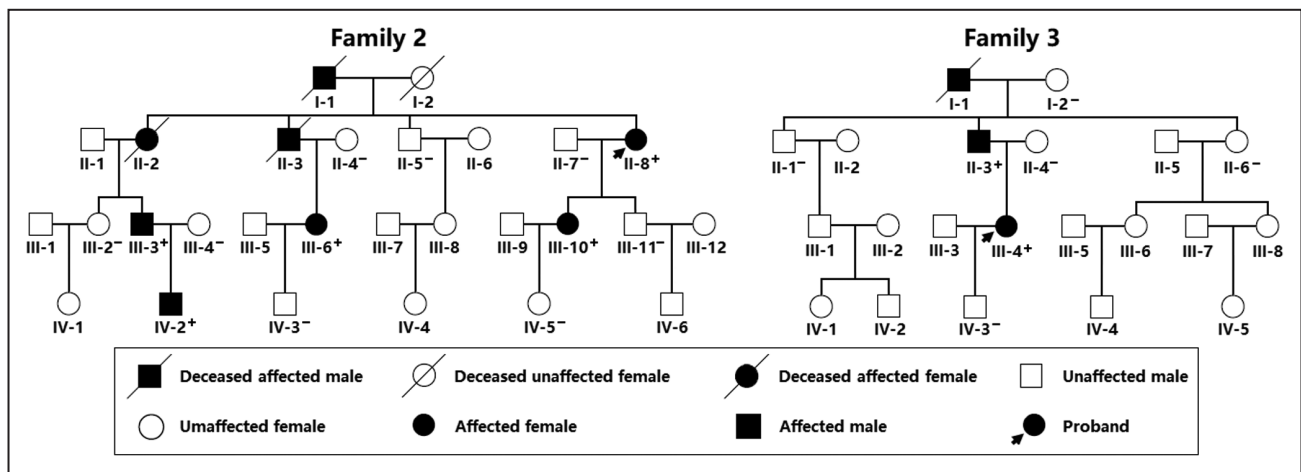 Family 2 Family 3
I-1 I-2 I-1 I-2⁻
II-1 II-2 II-3 II-4⁻ II-5⁻ II-6 II-7⁻ II-8⁺ II-1⁻ II-2 II-3⁺ II-4⁻ II-5 II-6⁻
III-1 III-2⁻ III-3⁺ III-4⁻ III-5 III-6⁺ III-7 III-8 III-9 III-10⁺ III-11⁻ III-12 III-1 III-2 III-3 III-4⁺ III-5 III-6 III-7 III-8
IV-1 IV-2⁺ IV-3⁻ IV-4 IV-5⁻ IV-6 IV-1 IV-2 IV-3⁻ IV-4 IV-5
Deceased affected male Deceased unaffected female Deceased affected female Unaffected male
Umaffected female Affected female Affected male Proband